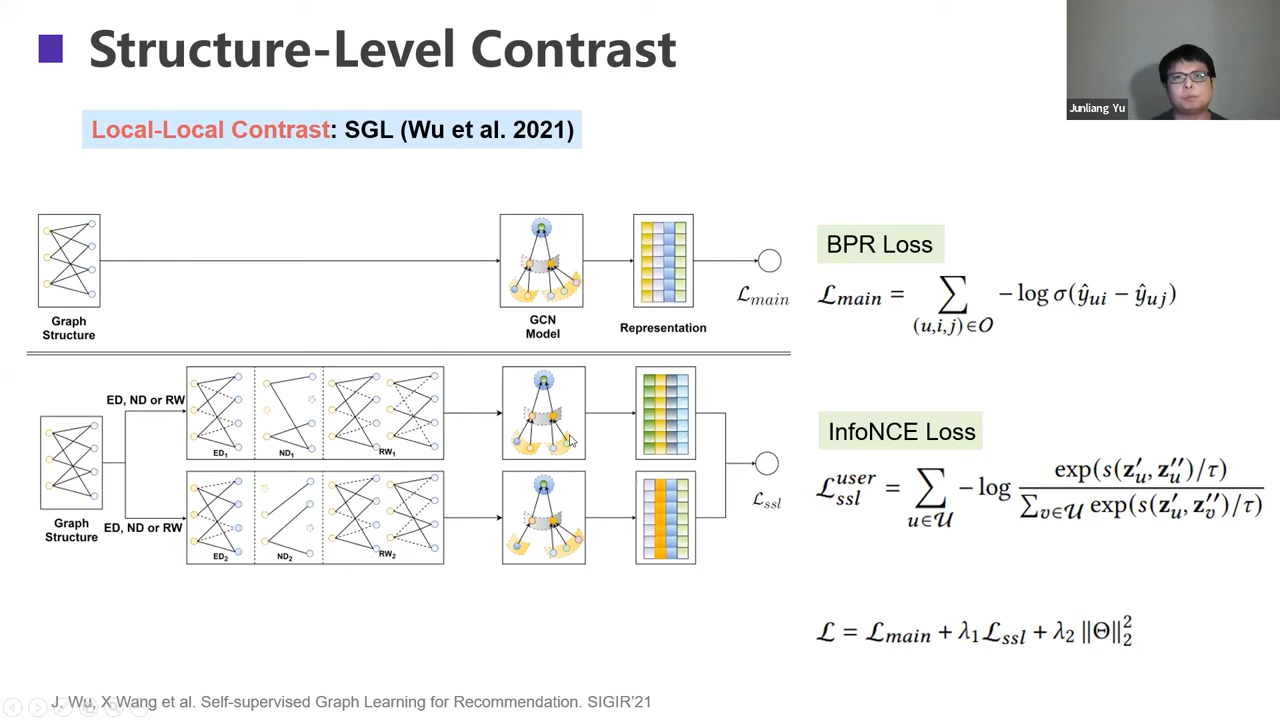 Structure-Level Contrast
Junliang Yu
Local-Local Contrast: SGL (Wu et al. 2021)
Graph
Structure
GCN
Model
Representation
ℒ_main
BPR Loss
ℒ_main = ∑_{(u,i,j)∈O} −log σ(ŷ_ui − ŷ_uj)
ED, ND or RW
ED₁
ND₁
RW₁
Graph
Structure
ED, ND or RW
ED₂
ND₂
RW₂
ℒ_ssl
InfoNCE Loss
ℒ_ssl^user = ∑_{u∈𝒰} −log exp(s(z′_u, z″_u)/τ) / ∑_{v∈𝒰} exp(s(z′_u, z″_v)/τ)
ℒ = ℒ_main + λ₁ℒ_ssl + λ₂ ‖Θ‖₂²
J. Wu, X Wang et al. Self-supervised Graph Learning for Recommendation. SIGIR’21